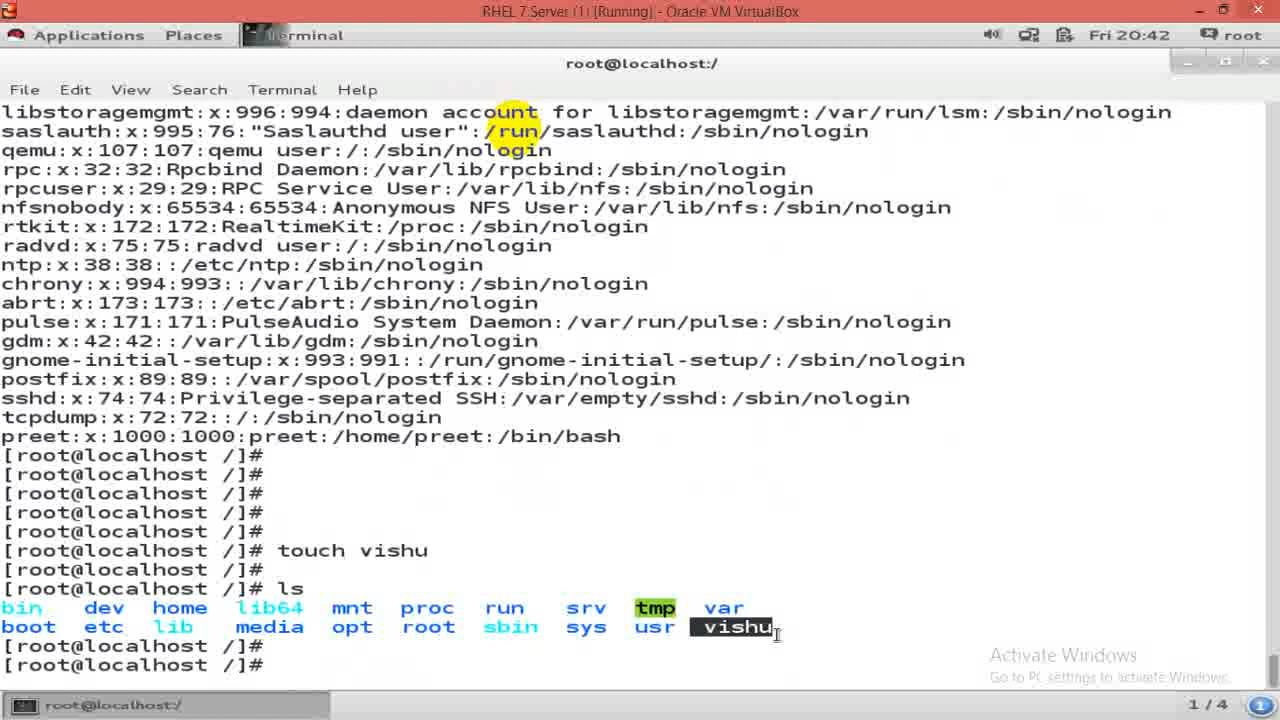 RHEL 7 Server (1) [Running] - Oracle VM VirtualBox
Applications Places Terminal Fri 20:42 root
root@localhost:/
File Edit View Search Terminal Help
libstoragemgmt:x:996:994:daemon account for libstoragemgmt:/var/run/lsm:/sbin/nologin
saslauth:x:995:76:"Saslauthd user":/run/saslauthd:/sbin/nologin
qemu:x:107:107:qemu user:/:/sbin/nologin
rpc:x:32:32:Rpcbind Daemon:/var/lib/rpcbind:/sbin/nologin
rpcuser:x:29:29:RPC Service User:/var/lib/nfs:/sbin/nologin
nfsnobody:x:65534:65534:Anonymous NFS User:/var/lib/nfs:/sbin/nologin
rtkit:x:172:172:RealtimeKit:/proc:/sbin/nologin
radvd:x:75:75:radvd user:/:/sbin/nologin
ntp:x:38:38::/etc/ntp:/sbin/nologin
chrony:x:994:993::/var/lib/chrony:/sbin/nologin
abrt:x:173:173::/etc/abrt:/sbin/nologin
pulse:x:171:171:PulseAudio System Daemon:/var/run/pulse:/sbin/nologin
gdm:x:42:42::/var/lib/gdm:/sbin/nologin
gnome-initial-setup:x:993:991::/run/gnome-initial-setup/:/sbin/nologin
postfix:x:89:89::/var/spool/postfix:/sbin/nologin
sshd:x:74:74:Privilege-separated SSH:/var/empty/sshd:/sbin/nologin
tcpdump:x:72:72::/:/sbin/nologin
preet:x:1000:1000:preet:/home/preet:/bin/bash
[root@localhost /]#
[root@localhost /]#
[root@localhost /]#
[root@localhost /]#
[root@localhost /]#
[root@localhost /]# touch vishu
[root@localhost /]#
[root@localhost /]# ls
bin dev home lib64 mnt proc run srv tmp var
boot etc lib media opt root sbin sys usr vishu
[root@localhost /]#
[root@localhost /]#
Activate Windows
Go to PC settings to activate Windows.
root@localhost:/ 1 / 4 1